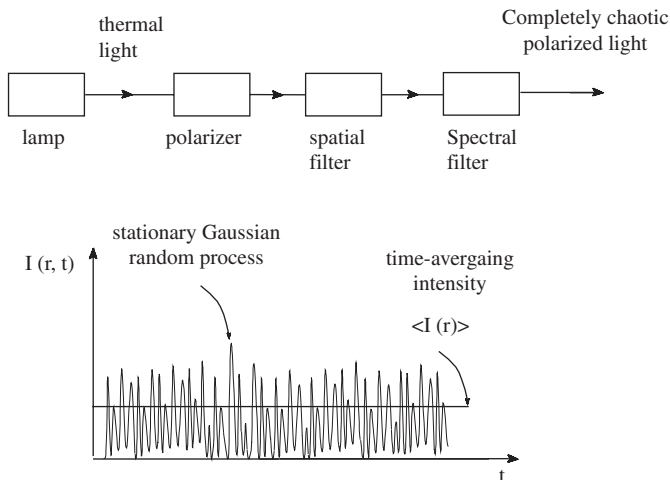 thermal
light
Completely chaotic
polarized light
lamp
polarizer
spatial
filter
Spectral
filter
stationary Gaussian
random process
I (r, t)
time-avergaing
intensity
<I (r)>
t